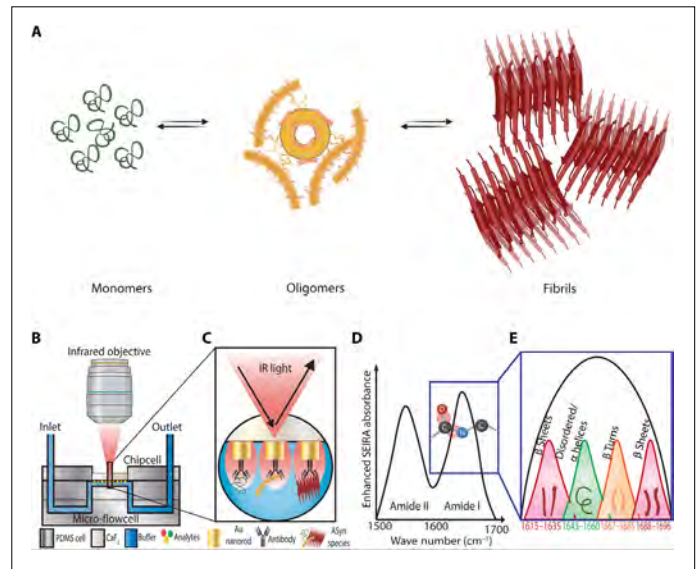 A
Monomers
Oligomers
Fibrils
B
Infrared objective
Inlet
Outlet
Chipcell
Micro-flowcell
PDMS cell
CaF₂
Buffer
Analytes
Au nanorod
Antibody
ASyn species
C
IR light
D
Enhanced SEIRA absorbance
Amide II
Amide I
1500
1600
1700
Wave number (cm⁻¹)
E
β Sheets
Disordered/
α helices
β Turns
β Sheets
1615–1635
1645–1660
1688–1696